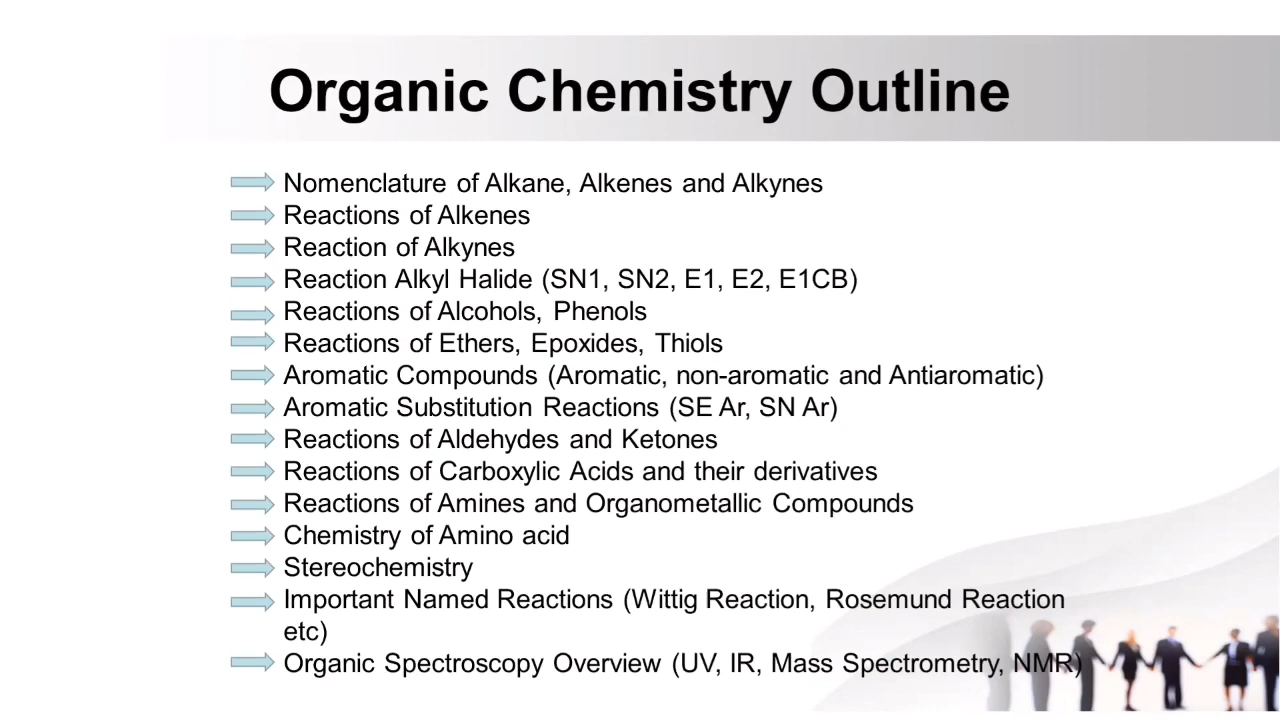 Organic Chemistry Outline
Nomenclature of Alkane, Alkenes and Alkynes
Reactions of Alkenes
Reaction of Alkynes
Reaction Alkyl Halide (SN1, SN2, E1, E2, E1CB)
Reactions of Alcohols, Phenols
Reactions of Ethers, Epoxides, Thiols
Aromatic Compounds (Aromatic, non-aromatic and Antiaromatic)
Aromatic Substitution Reactions (SE Ar, SN Ar)
Reactions of Aldehydes and Ketones
Reactions of Carboxylic Acids and their derivatives
Reactions of Amines and Organometallic Compounds
Chemistry of Amino acid
Stereochemistry
Important Named Reactions (Wittig Reaction, Rosemund Reaction
etc)
Organic Spectroscopy Overview (UV, IR, Mass Spectrometry, NMR)